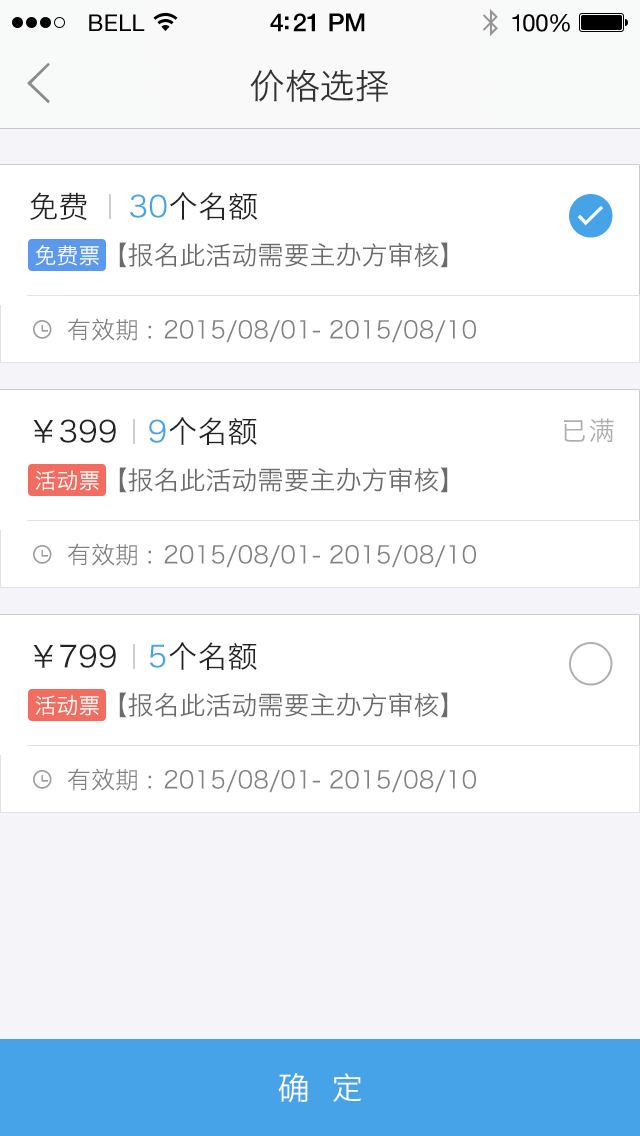 BELL 4:21 PM 100%
价格选择
免费 30个名额
免费票【报名此活动需要主办方审核】
有效期：2015/08/01- 2015/08/10
￥399 9个名额 已满
活动票【报名此活动需要主办方审核】
有效期：2015/08/01- 2015/08/10
￥799 5个名额
活动票【报名此活动需要主办方审核】
有效期：2015/08/01- 2015/08/10
确 定